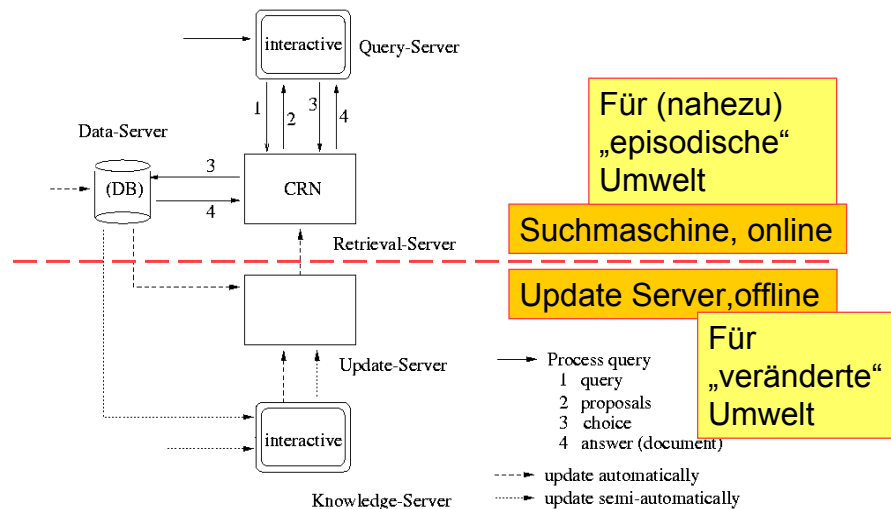 interactive
Query-Server
1
2
3
4
Für (nahezu)
„episodische“
Umwelt
Data-Server
(DB)
3
4
CRN
Suchmaschine, online
Retrieval-Server
Update Server,offline
Für
„veränderte“
Umwelt
Update-Server
Process query
1 query
2 proposals
3 choice
4 answer (document)
interactive
update automatically
update semi-automatically
Knowledge-Server